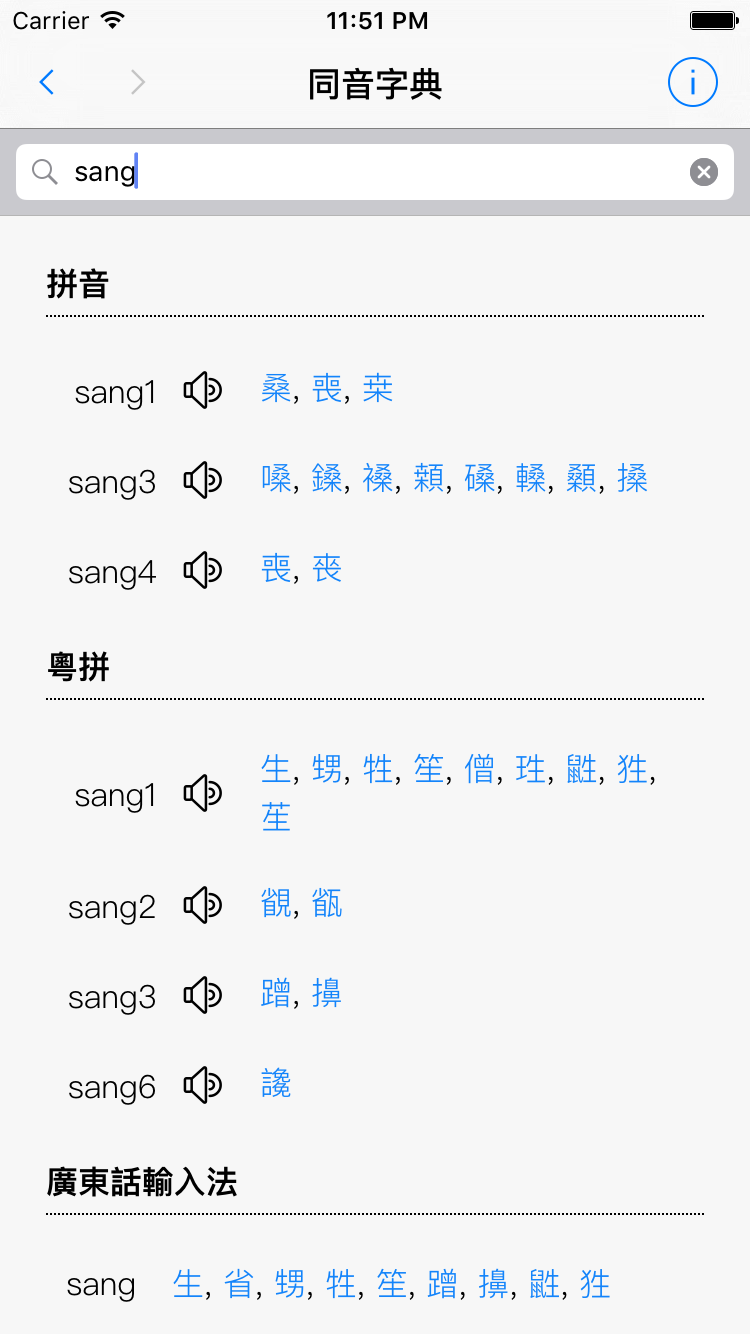 Carrier 11:51 PM
同音字典
sang
拼音
sang1 桑, 喪, 桒
sang3 嗓, 鎟, 褬, 顙, 磉, 䡦, 顙, 搡
sang4 喪, 丧
粵拼
sang1 生, 甥, 牲, 笙, 僧, 珄, 鼪, 狌,
苼
sang2 
sang3 蹭, 擤
sang6 讒
廣東話輸入法
sang 生, 省, 甥, 牲, 笙, 蹭, 擤, 鼪, 狌